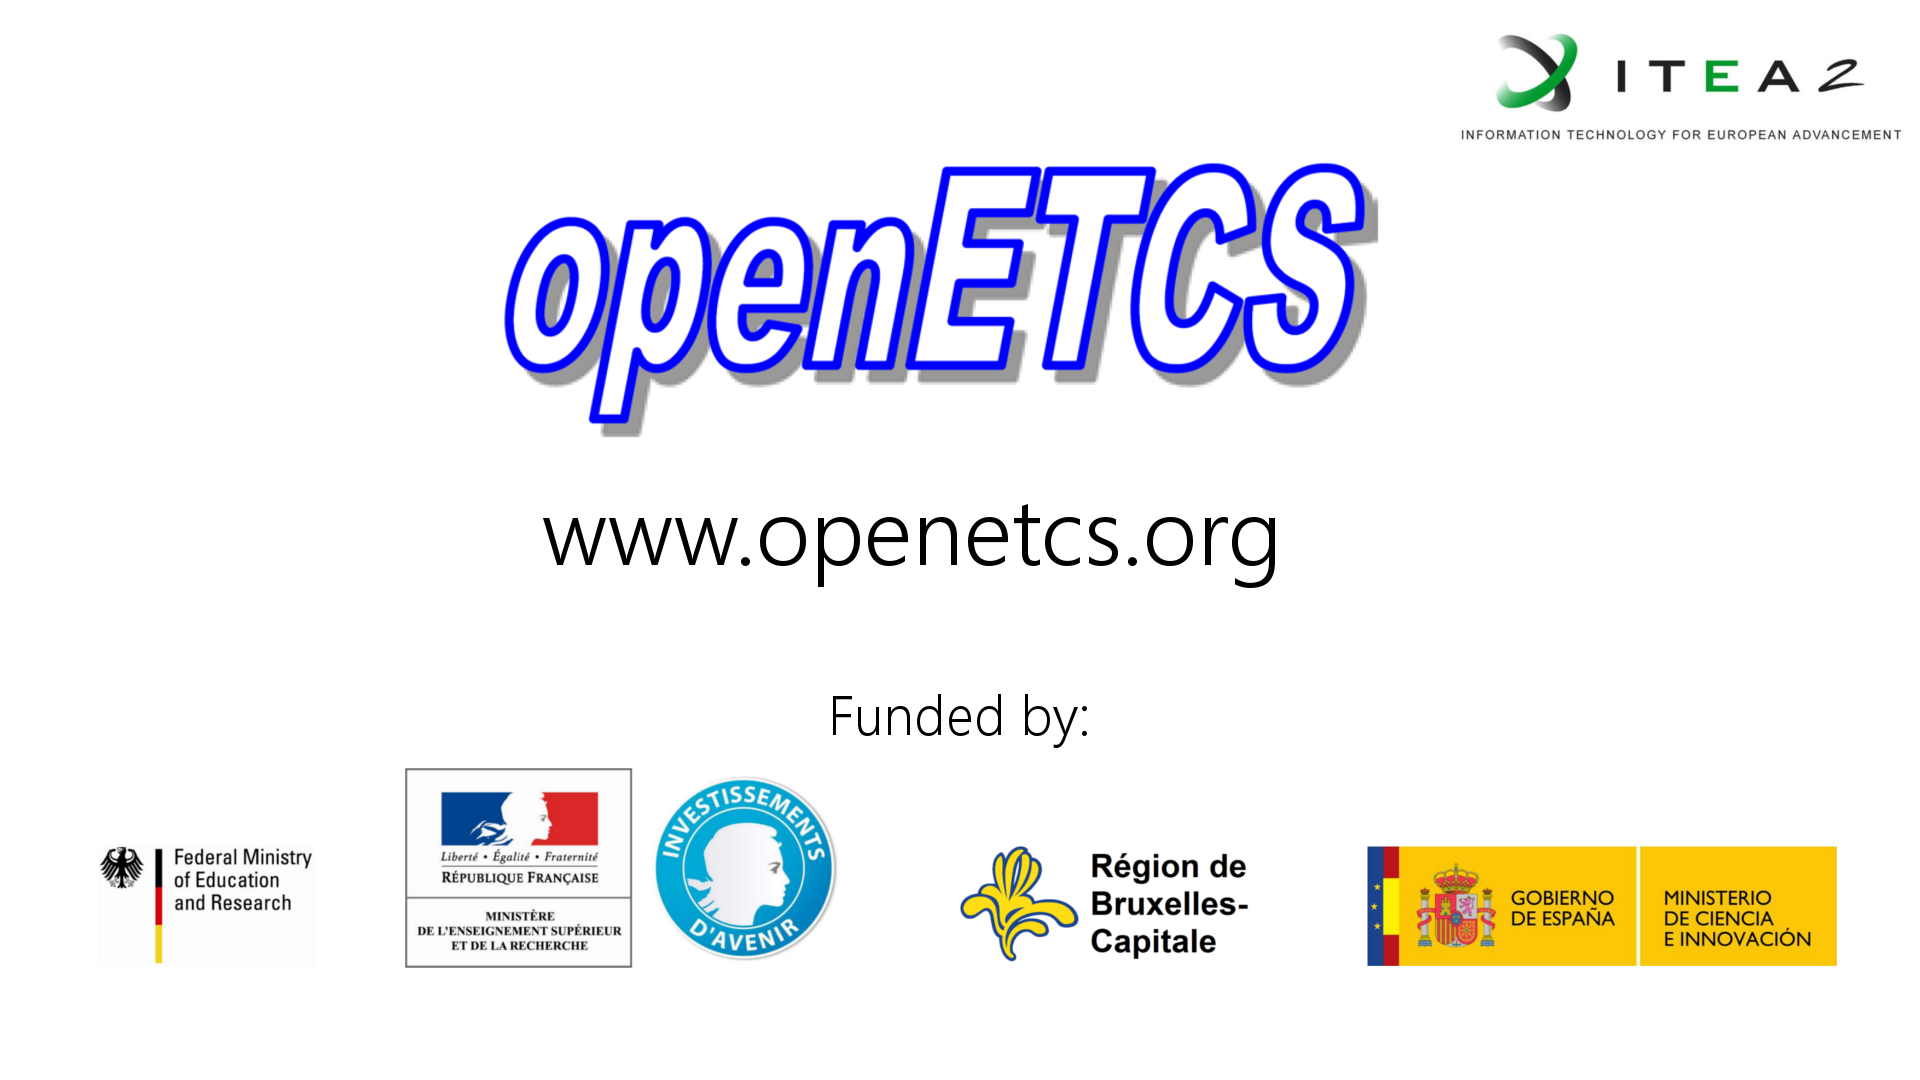 ITEA2
INFORMATION TECHNOLOGY FOR EUROPEAN ADVANCEMENT
openETCS
www.openetcs.org
Funded by:
Federal Ministry
of Education
and Research
Liberté • Égalité • Fraternité
RÉPUBLIQUE FRANÇAISE
MINISTÈRE
DE L'ENSEIGNEMENT SUPÉRIEUR
ET DE LA RECHERCHE
INVESTISSEMENTS
D'AVENIR
Région de
Bruxelles-
Capitale
GOBIERNO
DE ESPAÑA
MINISTERIO
DE CIENCIA
E INNOVACIÓN